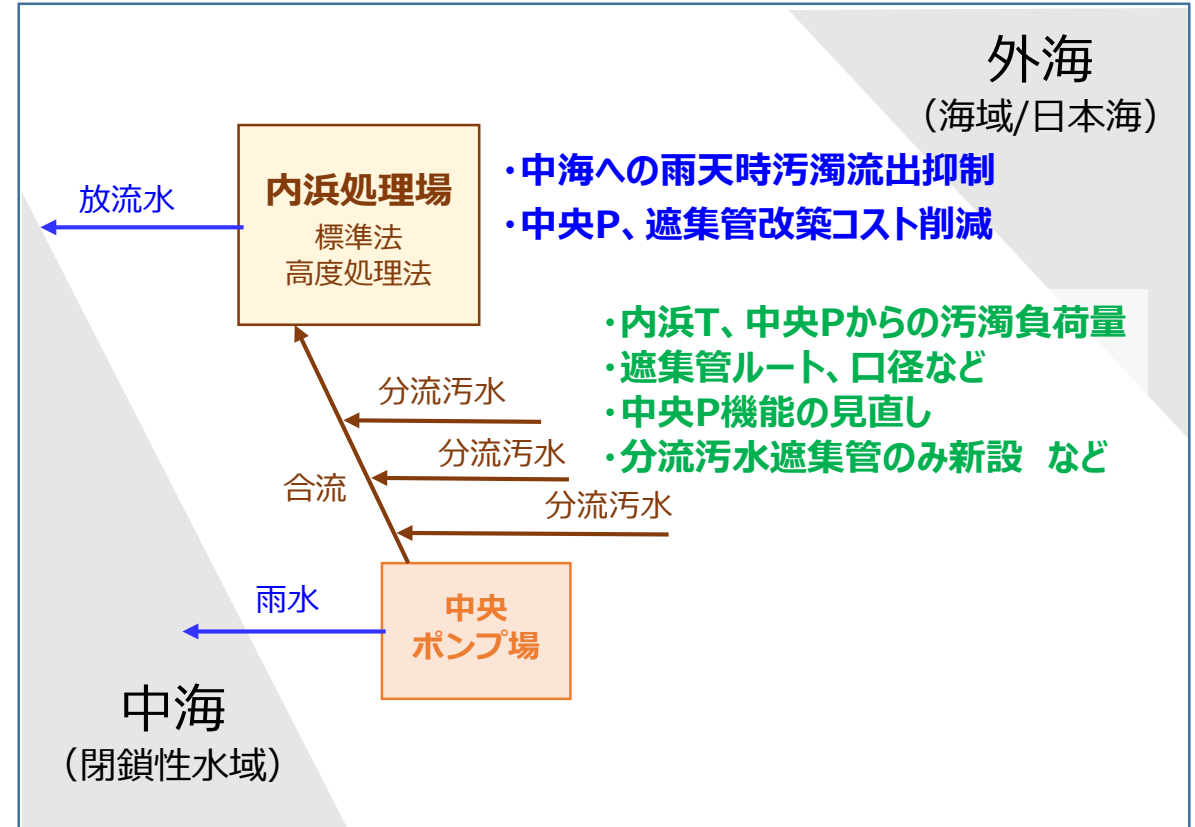 外海
（海域/日本海）
放流水
内浜処理場
標準法
高度処理法
・中海への雨天時汚濁流出抑制
・中央P、遮集管改築コスト削減
・内浜T、中央Pからの汚濁負荷量
・遮集管ルート、口径など
・中央P機能の見直し
・分流汚水遮集管のみ新設　など
分流汚水
分流汚水
分流汚水
合流
雨水
中央
ポンプ場
中海
（閉鎖性水域）